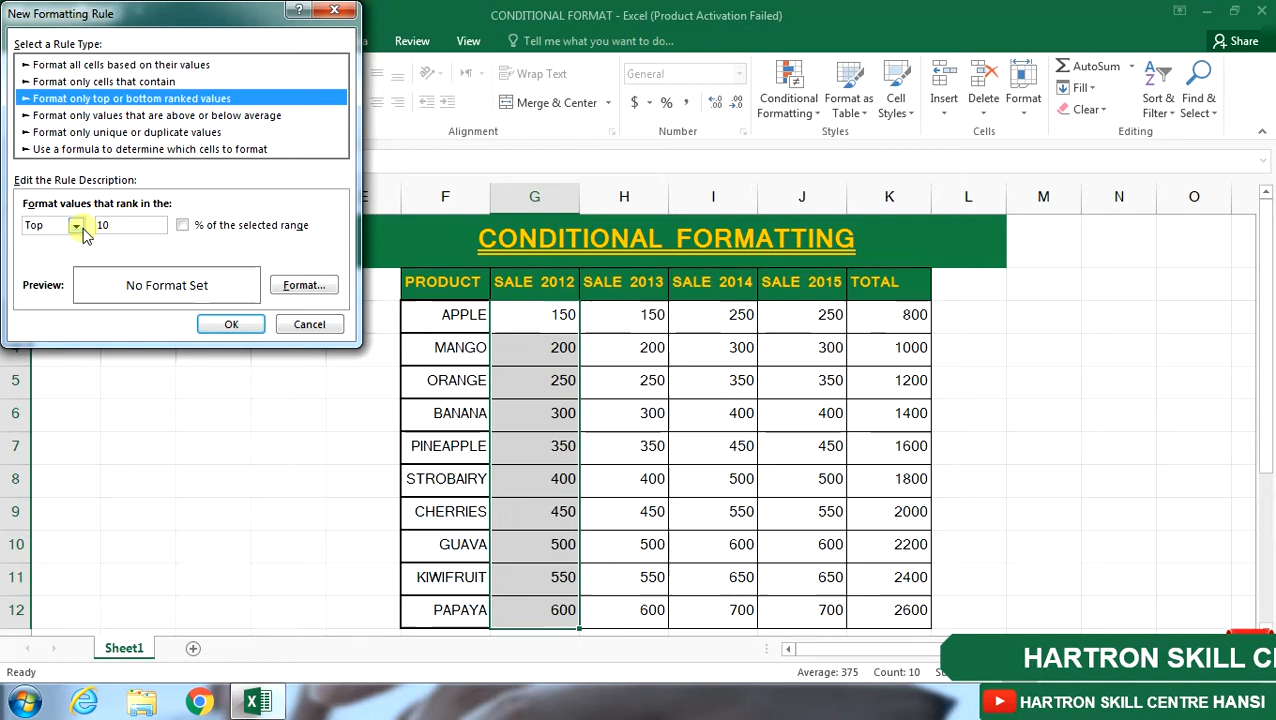 New Formatting Rule
?
Select a Rule Type:
► Format all cells based on their values
► Format only cells that contain
► Format only top or bottom ranked values
► Format only values that are above or below average
► Format only unique or duplicate values
► Use a formula to determine which cells to format
Edit the Rule Description:
Format values that rank in the:
Top 10 % of the selected range
Preview: No Format Set Format...
OK Cancel
CONDITIONAL FORMAT - Excel (Product Activation Failed)
Review View Tell me what you want to do... Share
Wrap Text General AutoSum
Merge & Center $ % Fill
Conditional Formatting Format as Table Cell Styles Insert Delete Format Clear Sort & Filter Find & Select
Alignment Number Cells Editing
F G H I J K L M N O
CONDITIONAL FORMATTING
PRODUCT SALE 2012 SALE 2013 SALE 2014 SALE 2015 TOTAL
APPLE 150 150 250 250 800
MANGO 200 200 300 300 1000
5 ORANGE 250 250 350 350 1200
6 BANANA 300 300 400 400 1400
7 PINEAPPLE 350 350 450 450 1600
8 STROBAIRY 400 400 500 500 1800
9 CHERRIES 450 450 550 550 2000
10 GUAVA 500 500 600 600 2200
11 KIWIFRUIT 550 550 650 650 2400
12 PAPAYA 600 600 700 700 2600
Sheet1
Ready Average: 375 Count: 10
HARTRON SKILL C
HARTRON SKILL CENTRE HANSI